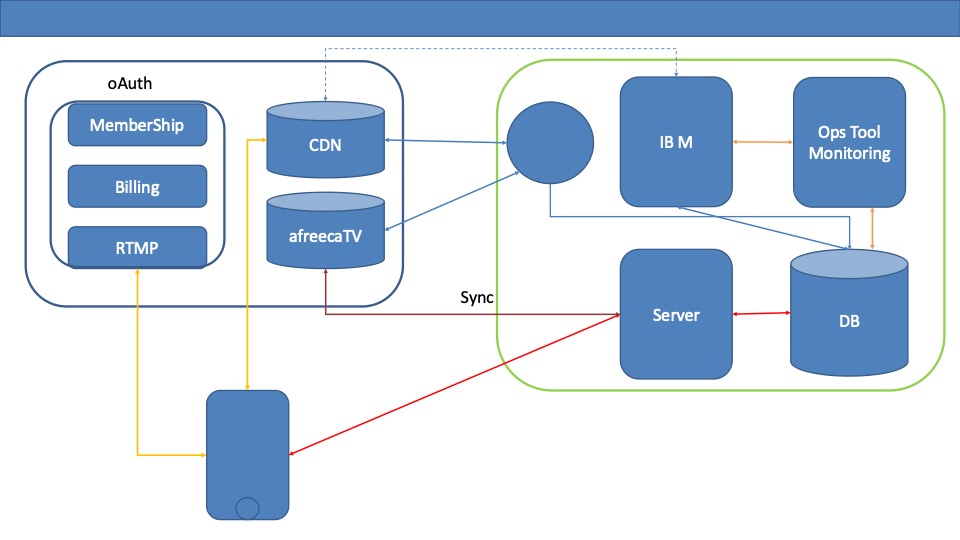 oAuth
MemberShip
Billing
RTMP
CDN
afreecaTV
IB M
Ops Tool
Monitoring
Sync
Server
DB